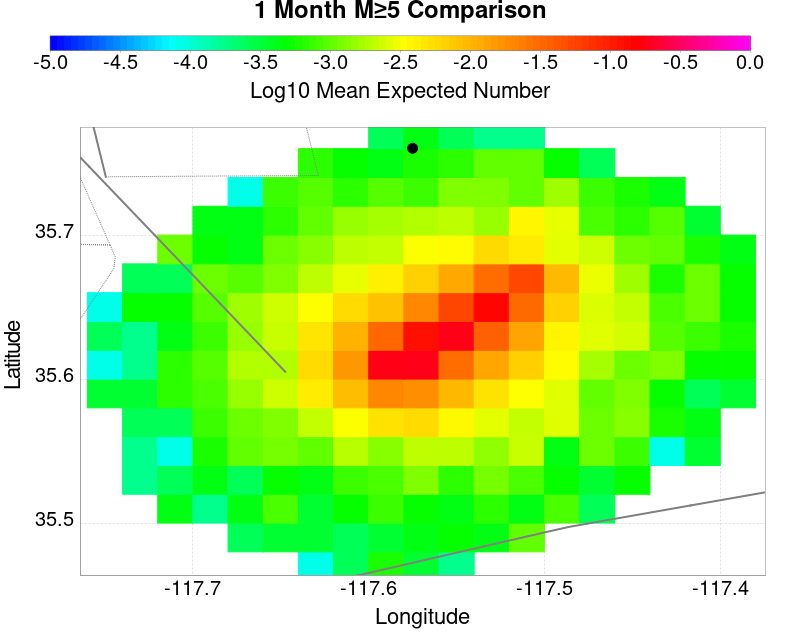 1 Month M≥5 Comparison
-5.0 -4.5 -4.0 -3.5 -3.0 -2.5 -2.0 -1.5 -1.0 -0.5 0.0
Log10 Mean Expected Number
Latitude
35.7
35.6
35.5
-117.7 -117.6 -117.5 -117.4
Longitude